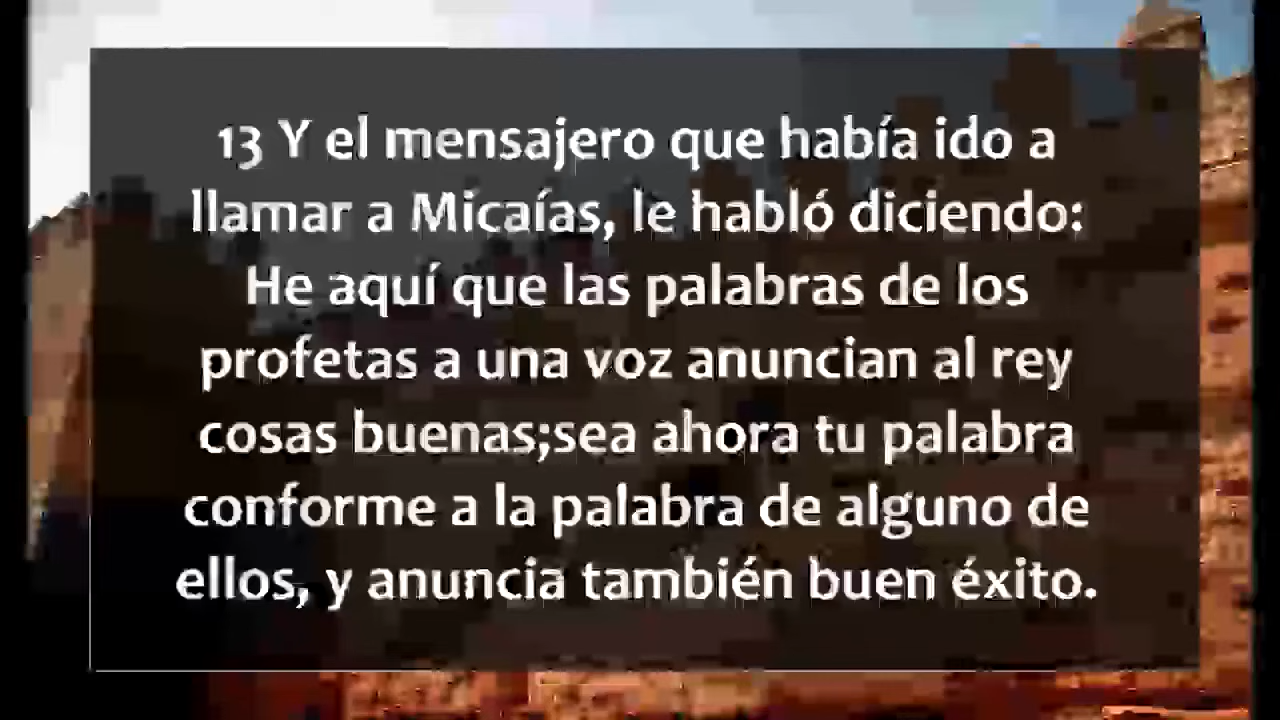 13 Y el mensajero que había ido a
llamar a Micaías, le habló diciendo:
He aquí que las palabras de los
profetas a una voz anuncian al rey
cosas buenas;sea ahora tu palabra
conforme a la palabra de alguno de
ellos, y anuncia también buen éxito.